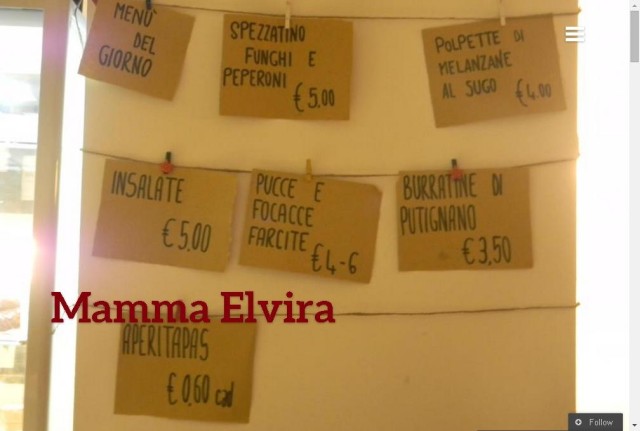 MENÙ
DEL
GIORNO
SPEZZATINO
FUNGHI E
PEPERONI
€ 5,00
POLPETTE DI
MELANZANE
AL SUGO €4,00
INSALATE
€ 5,00
PUCCE E
FOCACCE
FARCITE
€ 4-6
BURRATINE DI
PUTIGNANO
€ 3,50
Mamma Elvira
APERITAPAS
€ 0,60 cad
Follow